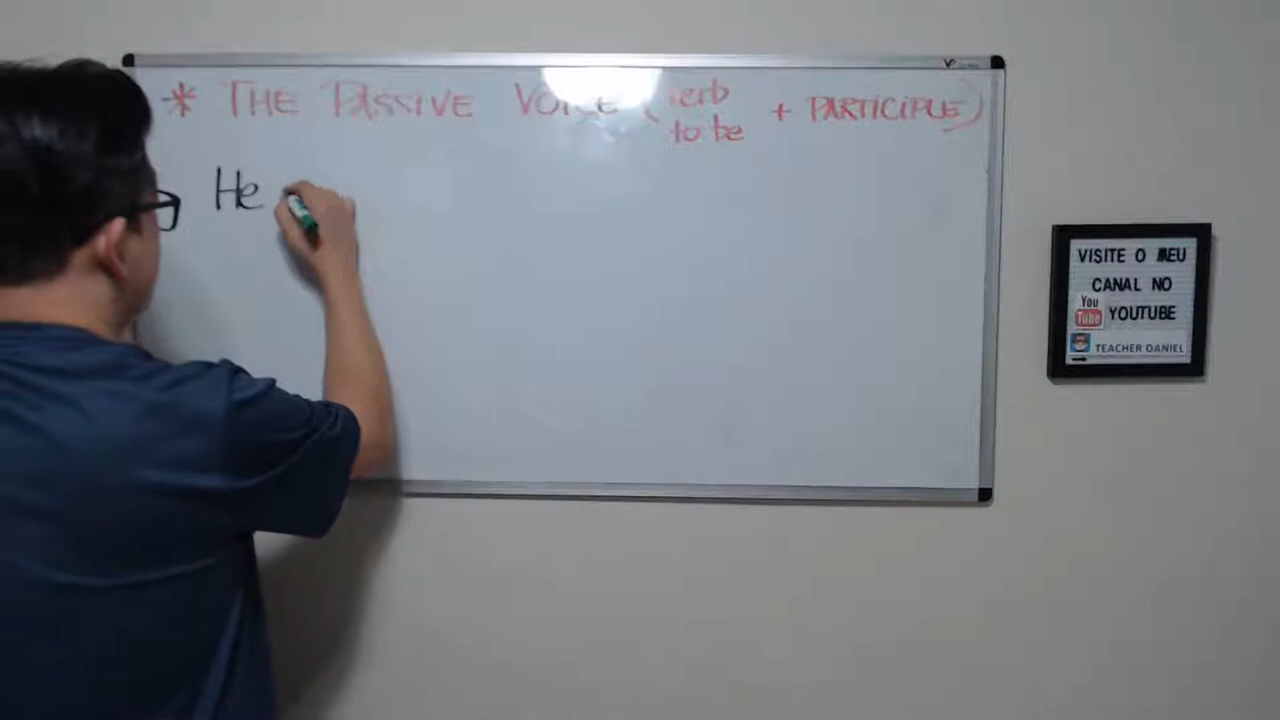 * THE PASSIVE VOICE (verb to be + PARTICIPLE)
He
VISITE O MEU
CANAL NO
You Tube YOUTUBE
TEACHER DANIEL